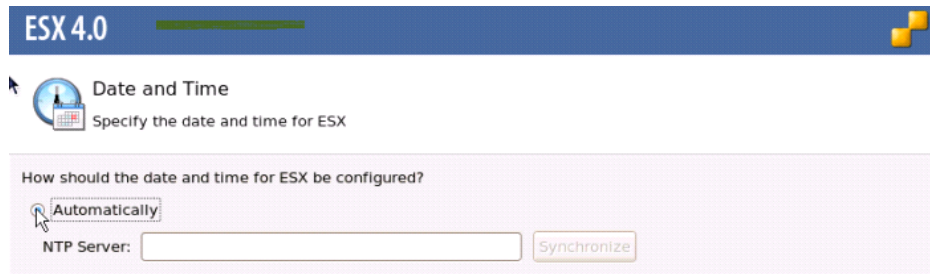 ESX 4.0
Date and Time
Specify the date and time for ESX
How should the date and time for ESX be configured?
Automatically
NTP Server:
Synchronize